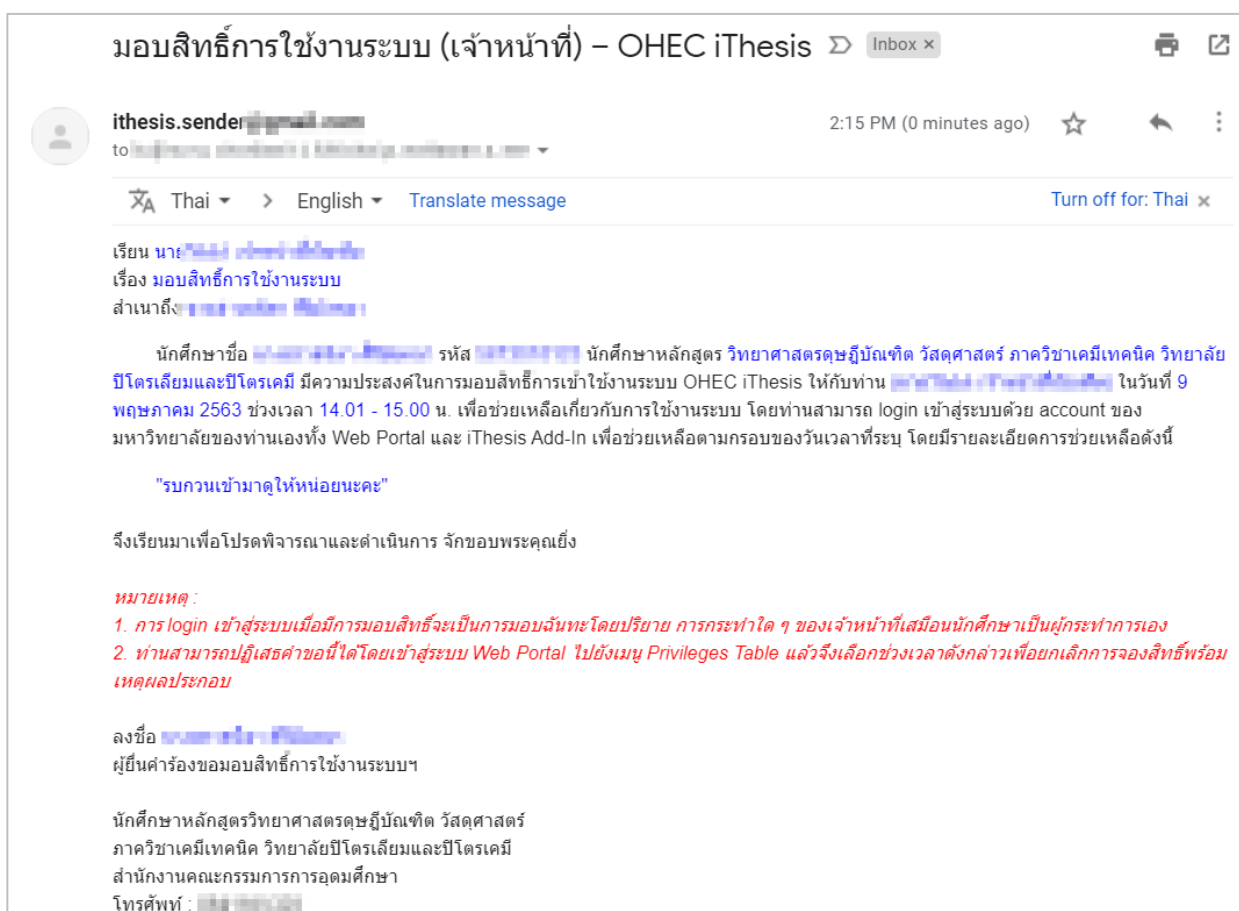 มอบสิทธิ์การใช้งานระบบ (เจ้าหน้าที่) – OHEC iThesis Inbox ×
ithesis.sender 2:15 PM (0 minutes ago)
to
Thai > English Translate message Turn off for: Thai ×
เรียน นาย
เรื่อง มอบสิทธิ์การใช้งานระบบ
สำเนาถึง
นักศึกษาชื่อ รหัส นักศึกษาหลักสูตร วิทยาศาสตรดุษฎีบัณฑิต วัสดุศาสตร์ ภาควิชาเคมีเทคนิค วิทยาลัย
ปิโตรเลียมและปิโตรเคมี มีความประสงค์ในการมอบสิทธิ์การเข้าใช้งานระบบ OHEC iThesis ให้กับท่าน ในวันที่ 9
พฤษภาคม 2563 ช่วงเวลา 14.01 - 15.00 น. เพื่อช่วยเหลือเกี่ยวกับการใช้งานระบบ โดยท่านสามารถ login เข้าสู่ระบบด้วย account ของ
มหาวิทยาลัยของท่านเองทั้ง Web Portal และ iThesis Add-In เพื่อช่วยเหลือตามกรอบของวันเวลาที่ระบุ โดยมีรายละเอียดการช่วยเหลือดังนี้
"รบกวนเข้ามาดูให้หน่อยนะคะ"
จึงเรียนมาเพื่อโปรดพิจารณาและดำเนินการ จักขอบพระคุณยิ่ง
หมายเหตุ :
1. การ login เข้าสู่ระบบเมื่อมีการมอบสิทธิ์จะเป็นการมอบฉันทะโดยปริยาย การกระทำใด ๆ ของเจ้าหน้าที่เสมือนนักศึกษาเป็นผู้กระทำการเอง
2. ท่านสามารถปฏิเสธคำขอนี้ได้โดยเข้าสู่ระบบ Web Portal ไปยังเมนู Privileges Table แล้วจึงเลือกช่วงเวลาดังกล่าวเพื่อยกเลิกการจองสิทธิ์พร้อม
เหตุผลประกอบ
ลงชื่อ
ผู้ยื่นคำร้องขอมอบสิทธิ์การใช้งานระบบฯ
นักศึกษาหลักสูตรวิทยาศาสตรดุษฎีบัณฑิต วัสดุศาสตร์
ภาควิชาเคมีเทคนิค วิทยาลัยปิโตรเลียมและปิโตรเคมี
สำนักงานคณะกรรมการการอุดมศึกษา
โทรศัพท์ :